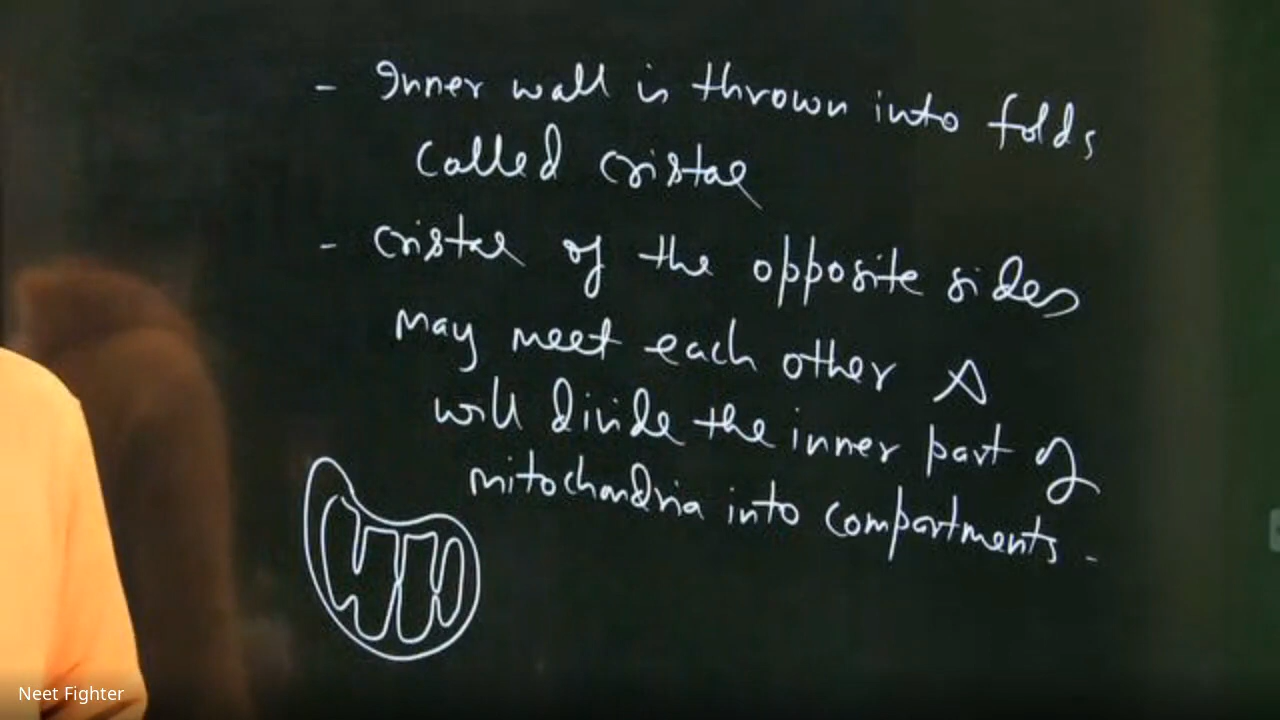 - Inner wall is thrown into folds
called cristae
- cristae of the opposite sides
may meet each other &
will divide the inner part of
mitochondria into compartments -
Neet Fighter